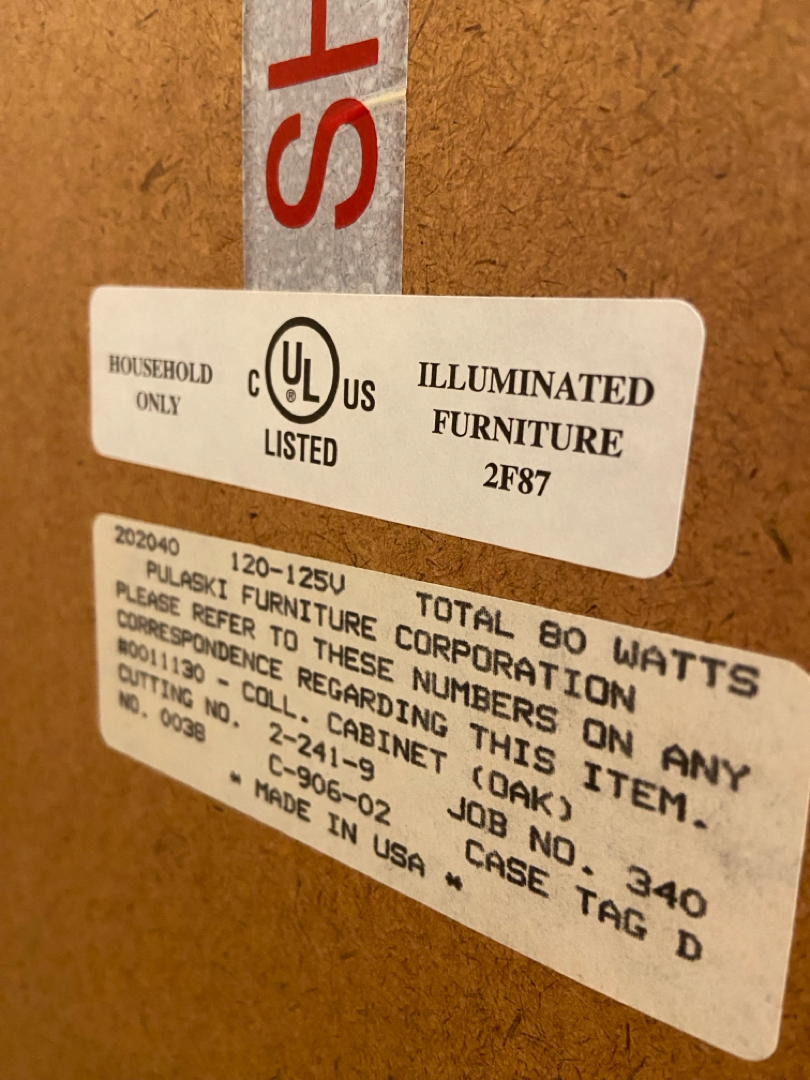 SH
HOUSEHOLD
ONLY
C UL ® US
LISTED
ILLUMINATED
FURNITURE
2F87
202040 120-125V TOTAL 80 WATTS
PULASKI FURNITURE CORPORATION
PLEASE REFER TO THESE NUMBERS ON ANY
CORRESPONDENCE REGARDING THIS ITEM.
#0011130 - COLL. CABINET (OAK)
CUTTING NO. 2-241-9 JOB NO. 340
NO. 0038 C-906-02 CASE TAG D
* MADE IN USA *